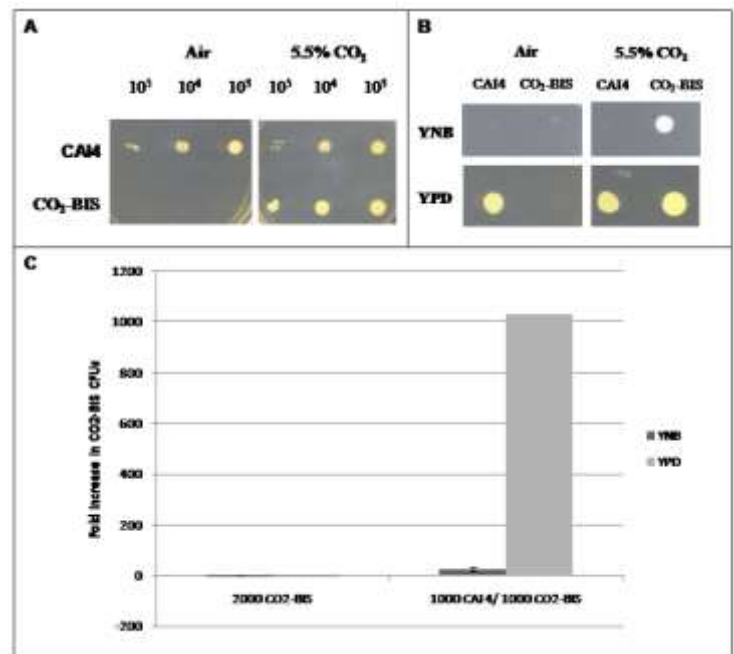 A
Air 5.5% CO₂
10³ 10⁴ 10⁵ 10³ 10⁴ 10⁵
CAI4
CO₂-BIS
B
Air 5.5% CO₂
CAI4 CO₂-BIS CAI4 CO₂-BIS
YNB
YPD
C
Fold increase in CO2-BIS CFUs
1200
1000
800
600
400
200
0
-200
2000 CO2-BIS 1000 CAI4/ 1000 CO2-BIS
YNB
YPD